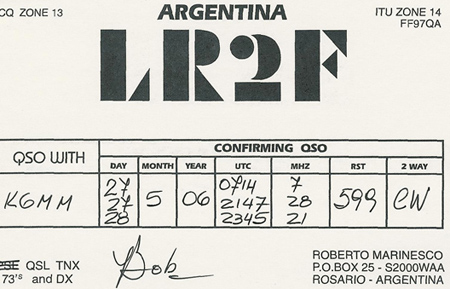 CQ ZONE 13
ARGENTINA
ITU ZONE 14
FF97QA
LR2F
QSO WITH
CONFIRMING QSO
DAY MONTH YEAR UTC MHZ RST 2 WAY
27 0714 7
KGMM 27 5 06 2147 28 599 CW
28 2345 21
PSE QSL TNX
73's and DX
Bob
ROBERTO MARINESCO
P.O.BOX 25 - S2000WAA
ROSARIO - ARGENTINA